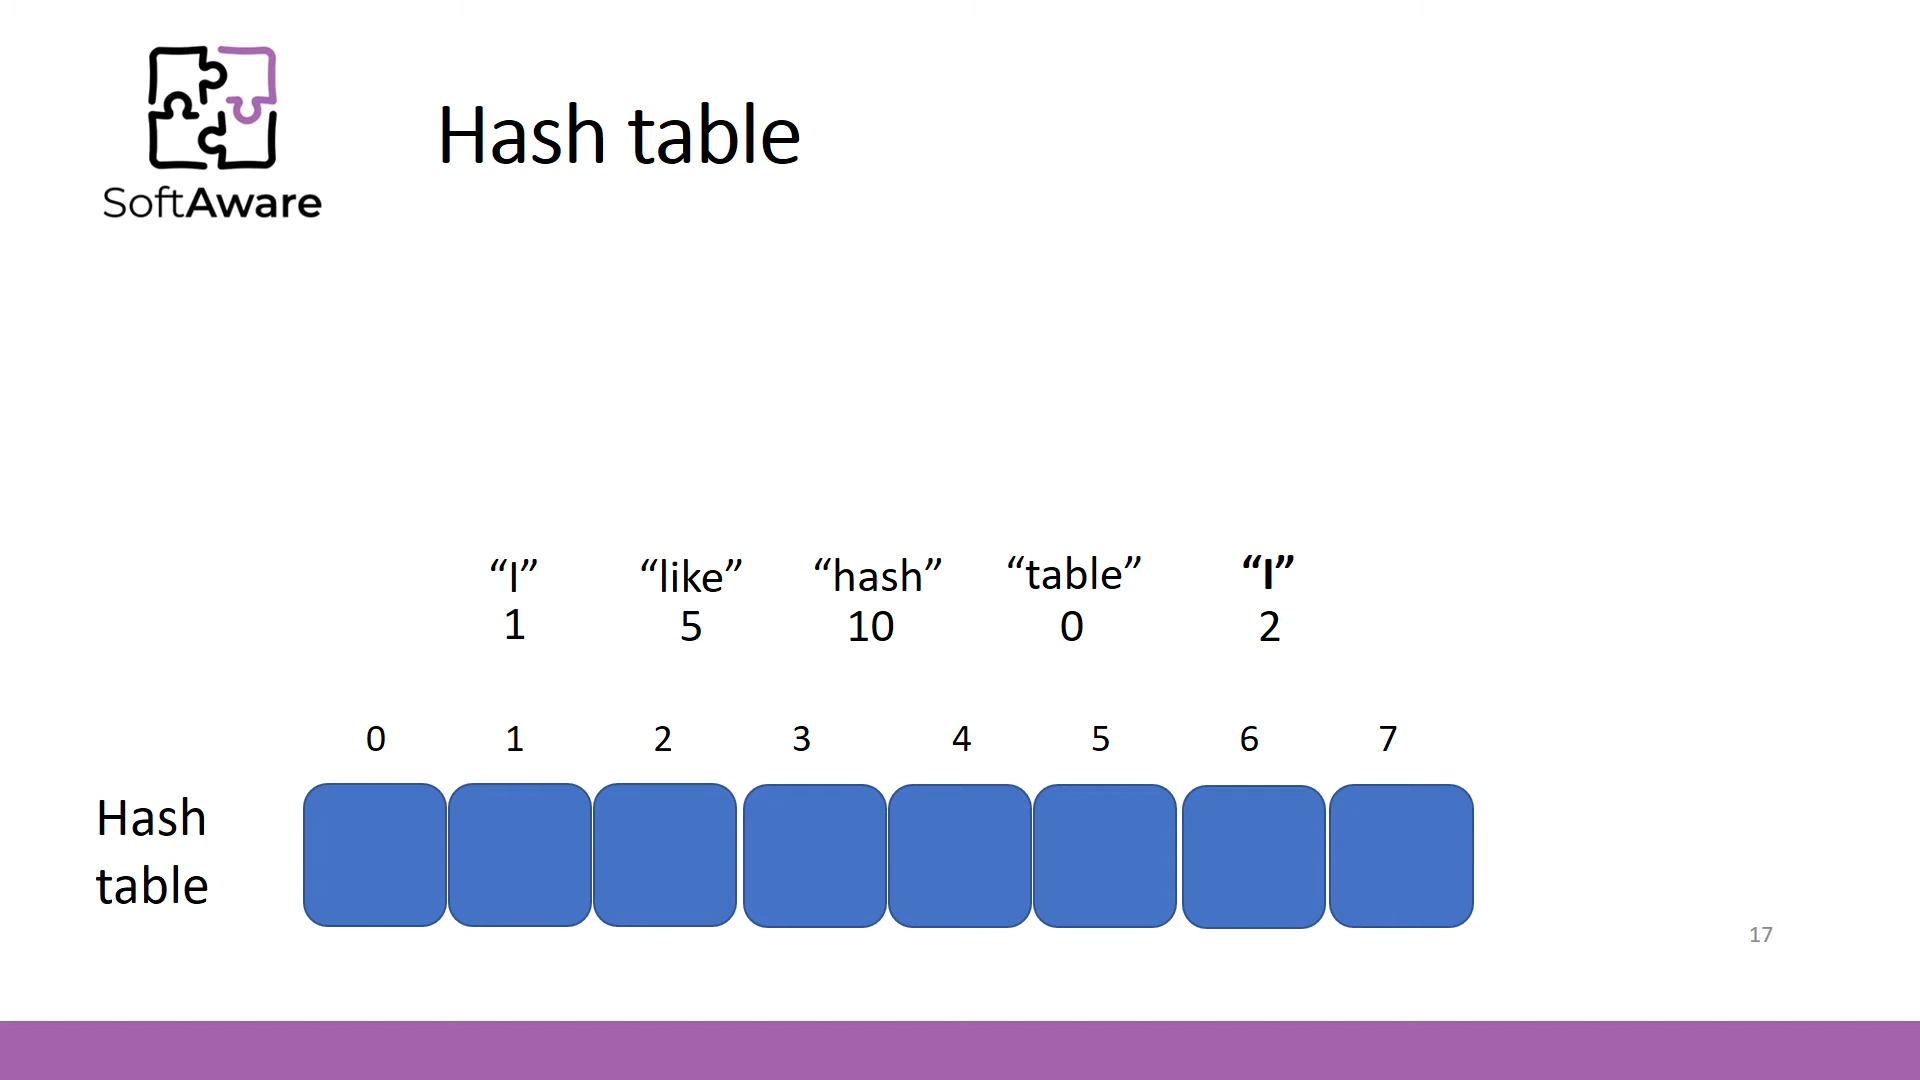 SoftAware
Hash table
“I” “like” “hash” “table” “I”
1 5 10 0 2
0 1 2 3 4 5 6 7
Hash
table
17